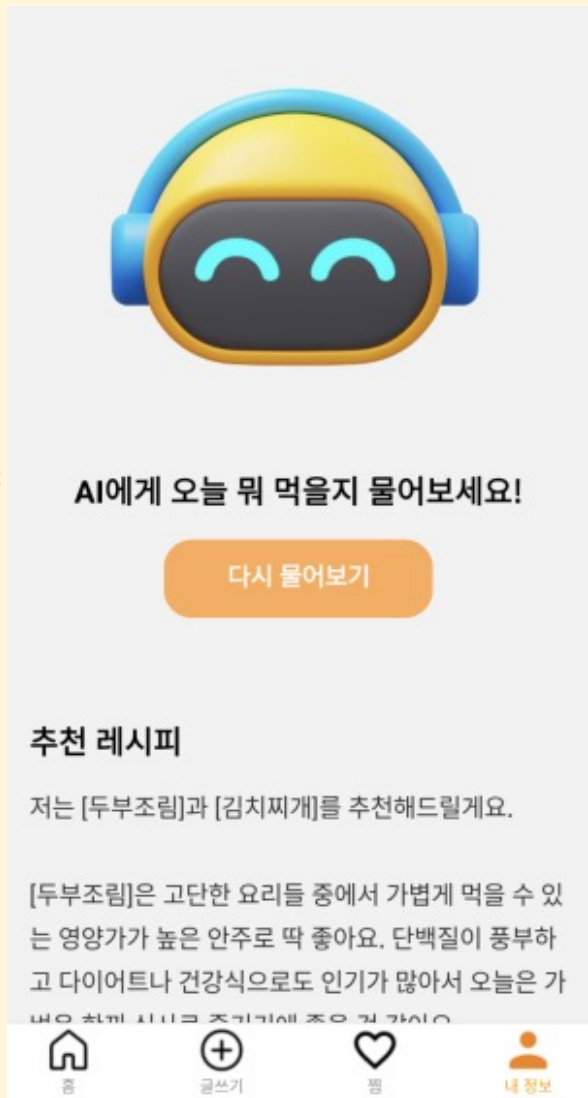 AI에게 오늘 뭐 먹을지 물어보세요!
다시 물어보기
추천 레시피
저는 [두부조림]과 [김치찌개]를 추천해드릴게요.
[두부조림]은 고단한 요리들 중에서 가볍게 먹을 수 있
는 영양가가 높은 안주로 딱 좋아요. 단백질이 풍부하
고 다이어트나 건강식으로도 인기가 많아서 오늘은 가
홈
글쓰기
찜
내 정보